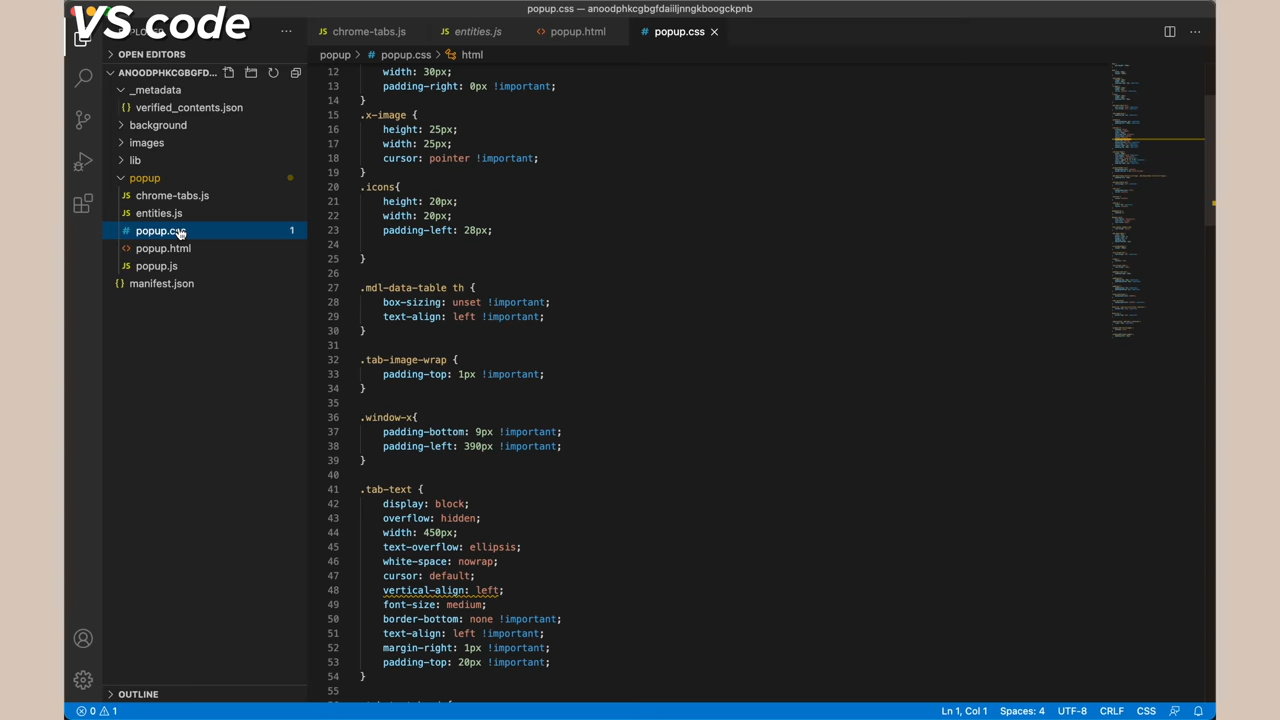 popup.css — anoodphkcgbgfdaiiljnngkboogckpnb
VS code
chrome-tabs.js
entities.js
popup.html
popup.css
OPEN EDITORS
popup > popup.css > html
ANOODPHKCGBGFD...
_metadata
verified_contents.json
background
images
lib
popup
chrome-tabs.js
entities.js
popup.css 1
popup.html
popup.js
manifest.json
12 width: 30px;
13 padding-right: 0px !important;
14 }
15 .x-image {
16 height: 25px;
17 width: 25px;
18 cursor: pointer !important;
19 }
20 .icons{
21 height: 20px;
22 width: 20px;
23 padding-left: 28px;
24
25 }
26
27 .mdl-data-table th {
28 box-sizing: unset !important;
29 text-align: left !important;
30 }
31
32 .tab-image-wrap {
33 padding-top: 1px !important;
34 }
35
36 .window-x{
37 padding-bottom: 9px !important;
38 padding-left: 390px !important;
39 }
40
41 .tab-text {
42 display: block;
43 overflow: hidden;
44 width: 450px;
45 text-overflow: ellipsis;
46 white-space: nowrap;
47 cursor: default;
48 vertical-align: left;
49 font-size: medium;
50 border-bottom: none !important;
51 text-align: left !important;
52 margin-right: 1px !important;
53 padding-top: 20px !important;
54 }
55
OUTLINE
0 1 Ln 1, Col 1 Spaces: 4 UTF-8 CRLF CSS